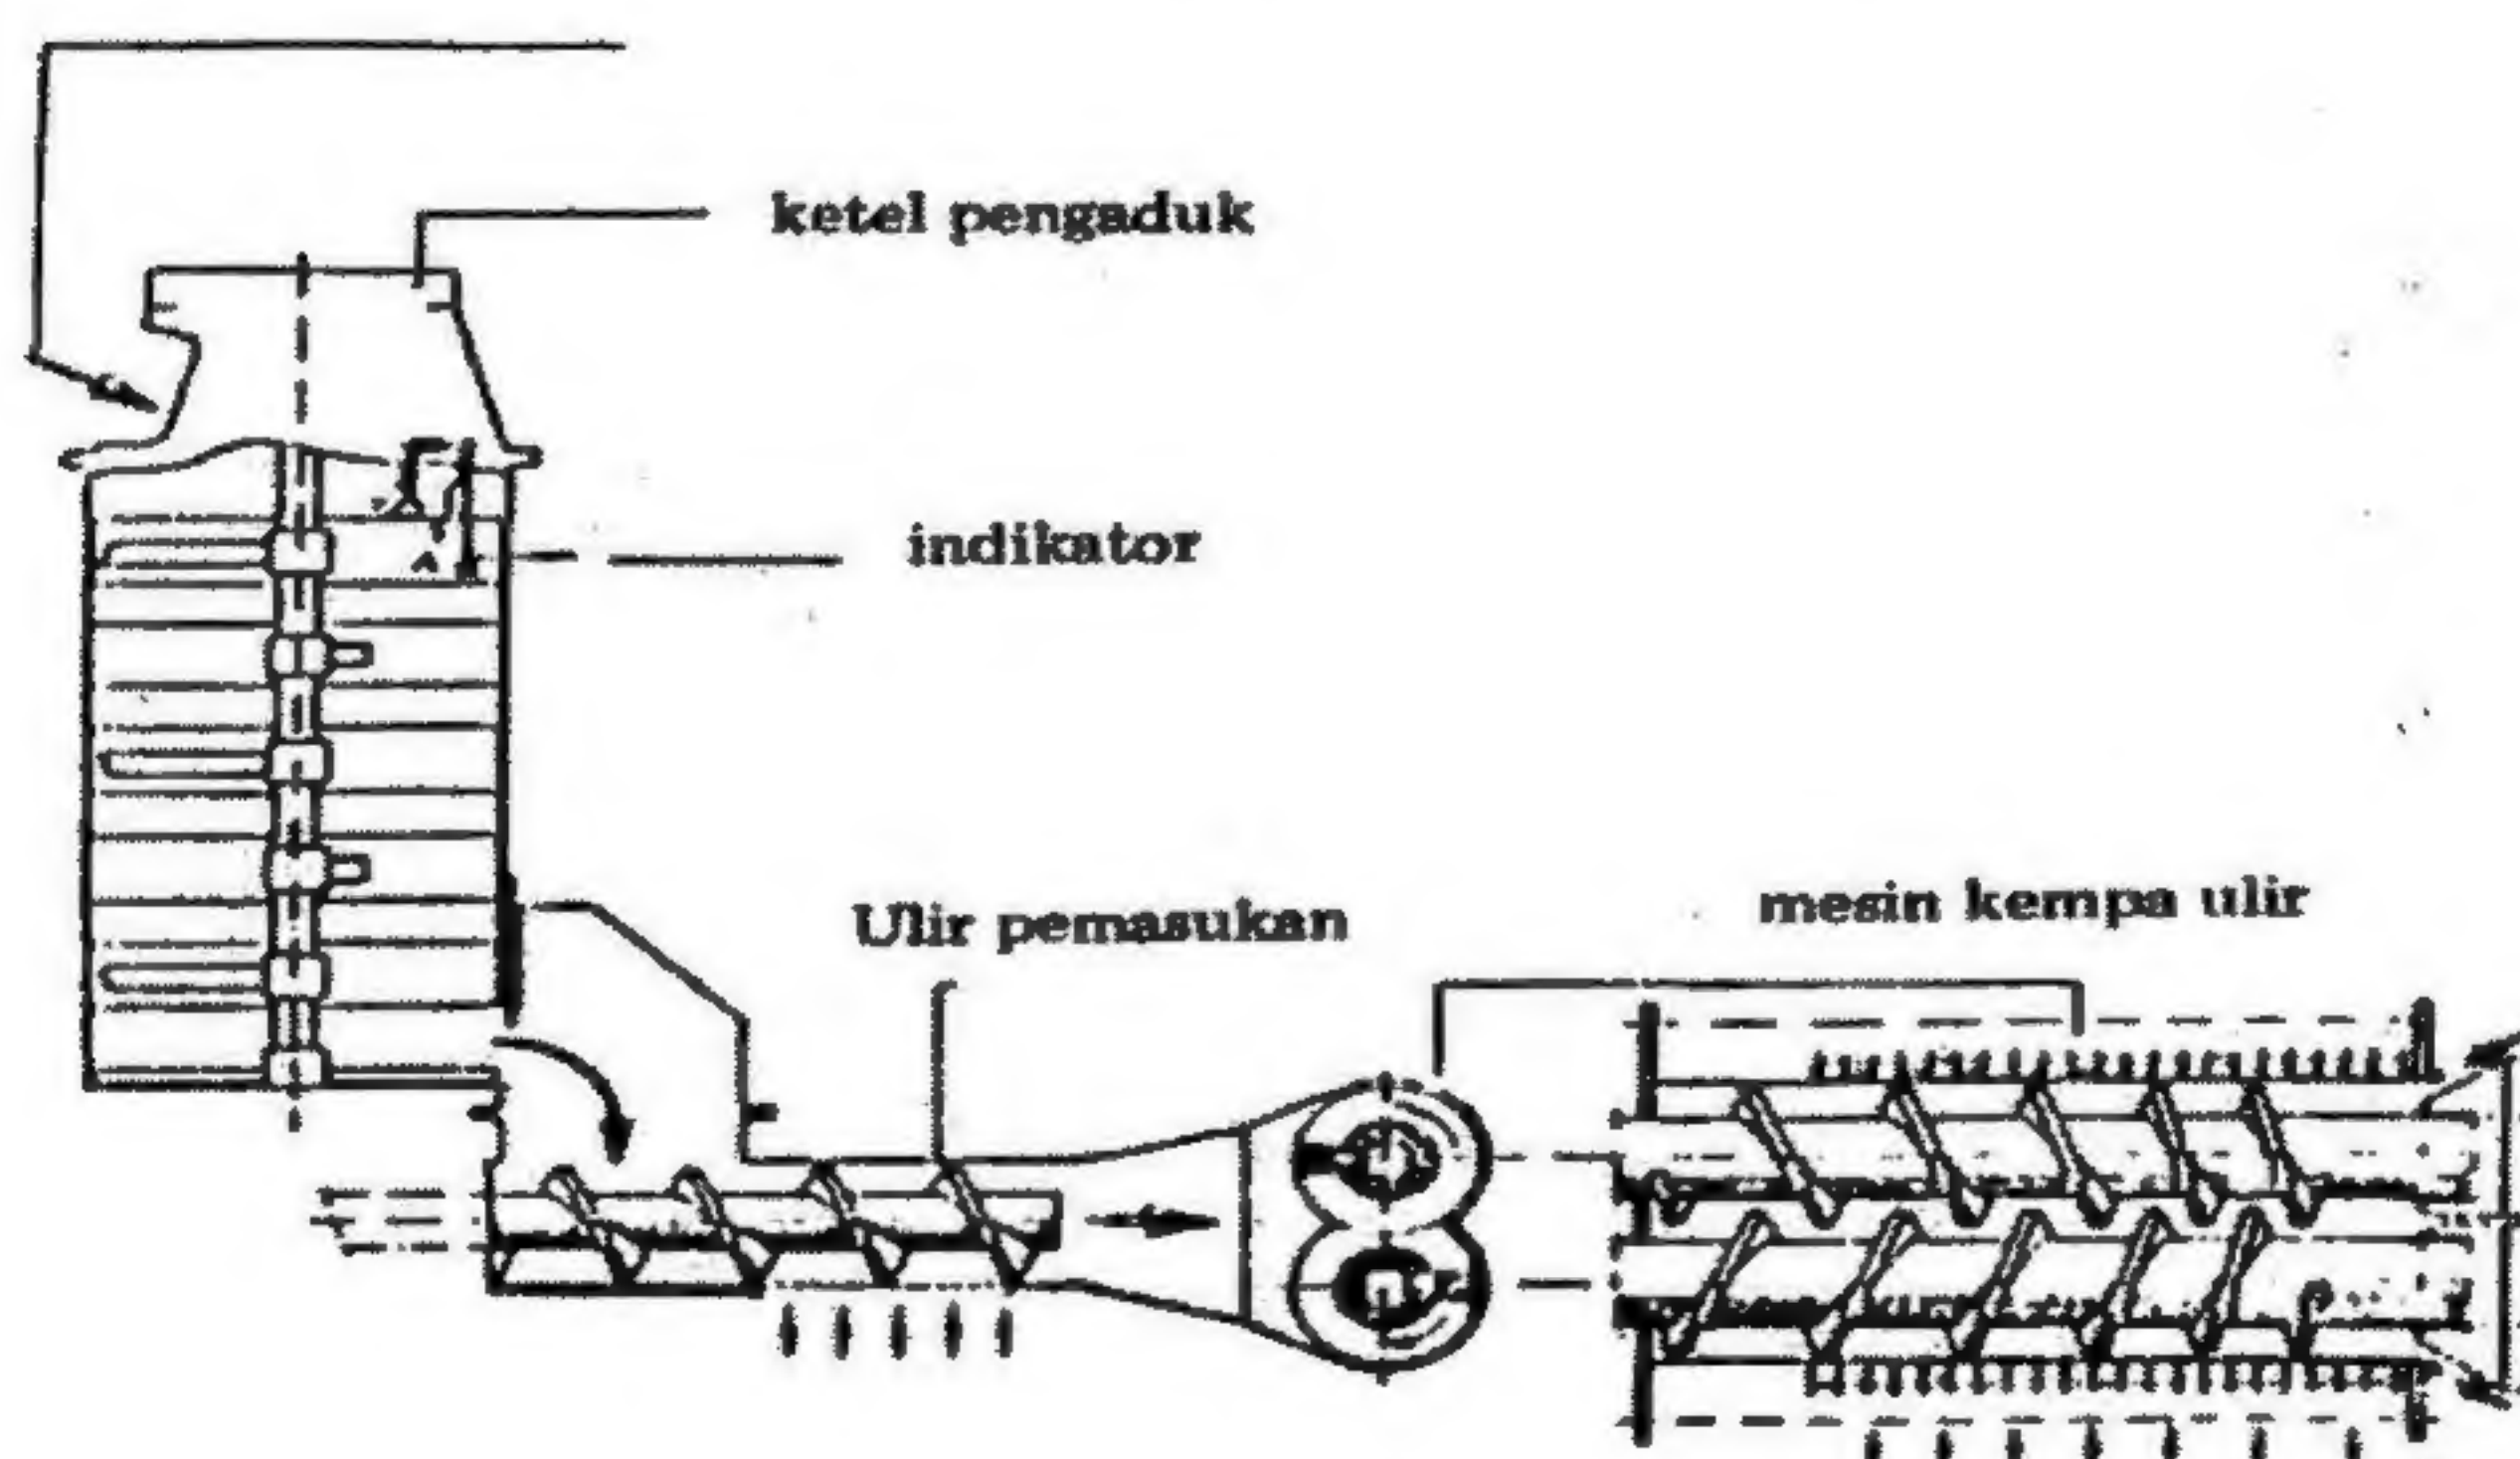 ketel pengaduk
indikator
Ulir pemasukan
mesin kempa ulir